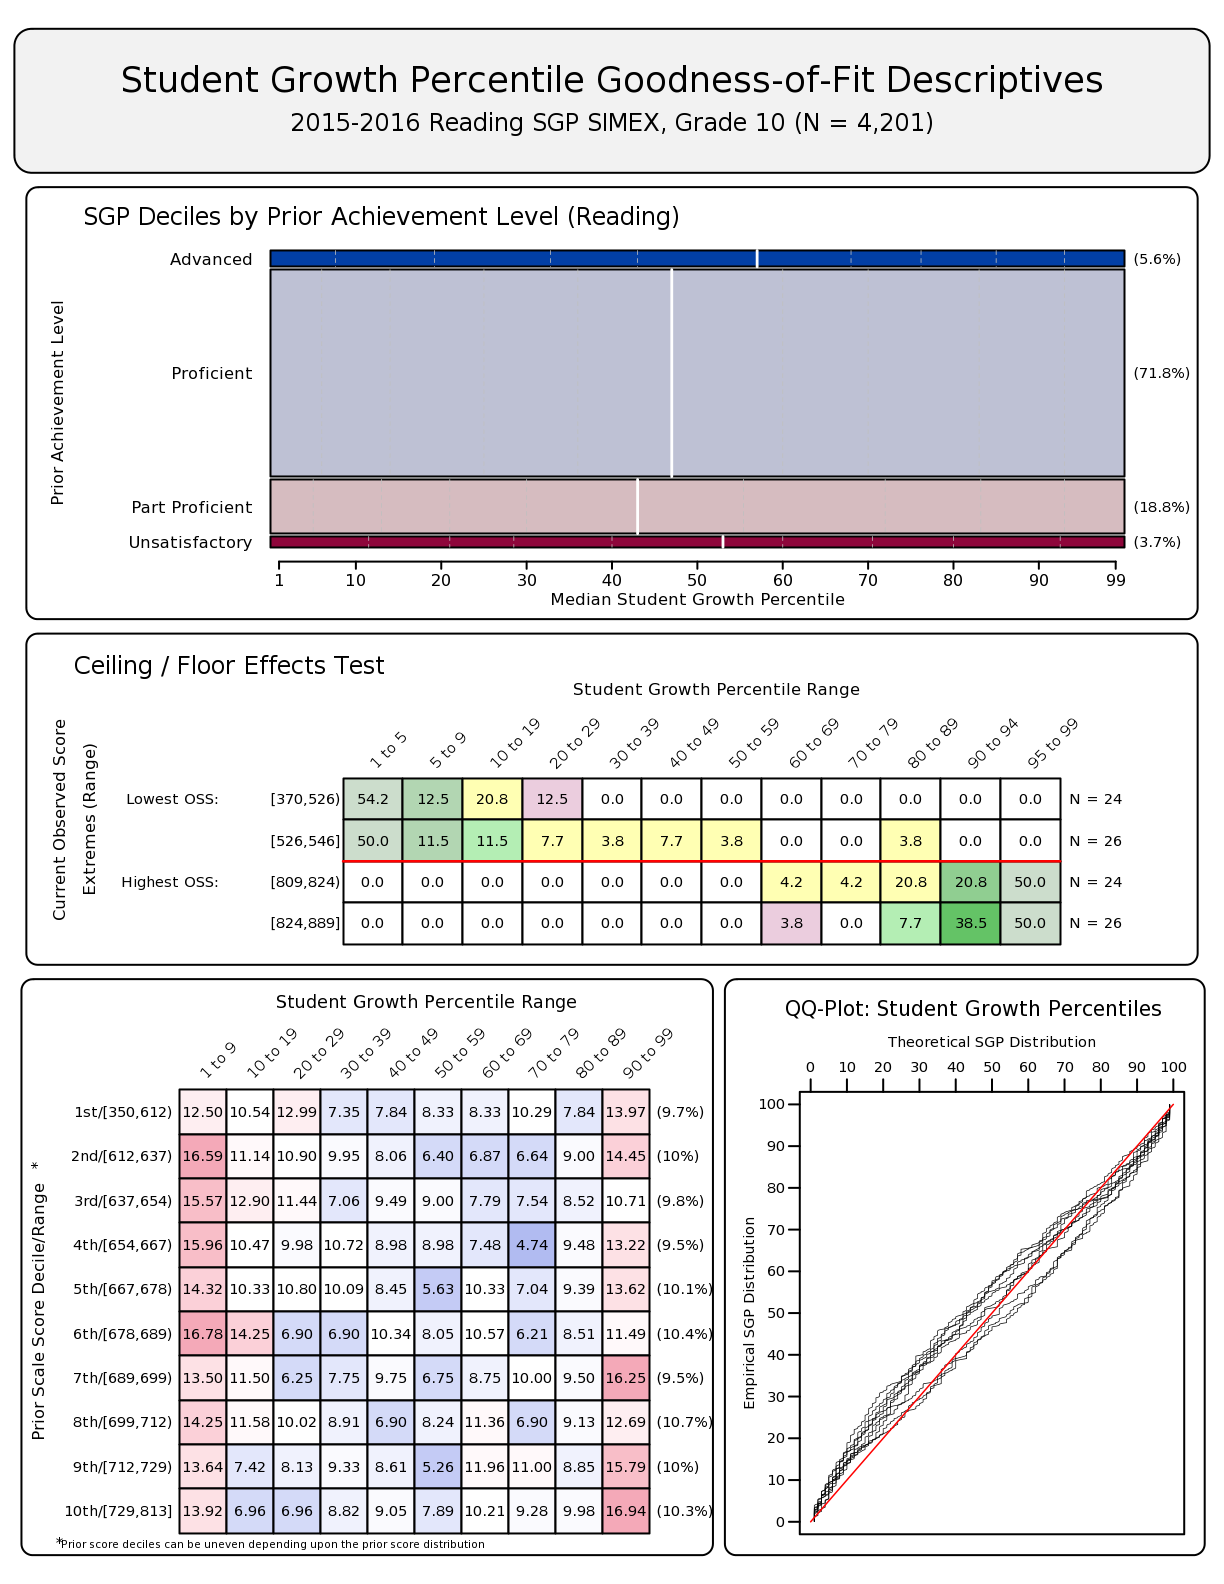 Student Growth Percentile Goodness-of-Fit Descriptives
2015-2016 Reading SGP SIMEX, Grade 10 (N = 4,201)
SGP Deciles by Prior Achievement Level (Reading)
Prior Achievement Level
Advanced (5.6%)
Proficient (71.8%)
Part Proficient (18.8%)
Unsatisfactory (3.7%)
1 10 20 30 40 50 60 70 80 90 99
Median Student Growth Percentile
Ceiling / Floor Effects Test
Student Growth Percentile Range
Current Observed Score
Extremes (Range)
1 to 5 5 to 9 10 to 19 20 to 29 30 to 39 40 to 49 50 to 59 60 to 69 70 to 79 80 to 89 90 to 94 95 to 99
Lowest OSS: [370,526) 54.2 12.5 20.8 12.5 0.0 0.0 0.0 0.0 0.0 0.0 0.0 0.0 N = 24
[526,546] 50.0 11.5 11.5 7.7 3.8 7.7 3.8 0.0 0.0 3.8 0.0 0.0 N = 26
Highest OSS: [809,824) 0.0 0.0 0.0 0.0 0.0 0.0 0.0 4.2 4.2 20.8 20.8 50.0 N = 24
[824,889] 0.0 0.0 0.0 0.0 0.0 0.0 0.0 3.8 0.0 7.7 38.5 50.0 N = 26
Student Growth Percentile Range
Prior Scale Score Decile/Range *
1 to 9 10 to 19 20 to 29 30 to 39 40 to 49 50 to 59 60 to 69 70 to 79 80 to 89 90 to 99
1st/[350,612) 12.50 10.54 12.99 7.35 7.84 8.33 8.33 10.29 7.84 13.97 (9.7%)
2nd/[612,637) 16.59 11.14 10.90 9.95 8.06 6.40 6.87 6.64 9.00 14.45 (10%)
3rd/[637,654) 15.57 12.90 11.44 7.06 9.49 9.00 7.79 7.54 8.52 10.71 (9.8%)
4th/[654,667) 15.96 10.47 9.98 10.72 8.98 8.98 7.48 4.74 9.48 13.22 (9.5%)
5th/[667,678) 14.32 10.33 10.80 10.09 8.45 5.63 10.33 7.04 9.39 13.62 (10.1%)
6th/[678,689) 16.78 14.25 6.90 6.90 10.34 8.05 10.57 6.21 8.51 11.49 (10.4%)
7th/[689,699) 13.50 11.50 6.25 7.75 9.75 6.75 8.75 10.00 9.50 16.25 (9.5%)
8th/[699,712) 14.25 11.58 10.02 8.91 6.90 8.24 11.36 6.90 9.13 12.69 (10.7%)
9th/[712,729) 13.64 7.42 8.13 9.33 8.61 5.26 11.96 11.00 8.85 15.79 (10%)
10th/[729,813] 13.92 6.96 6.96 8.82 9.05 7.89 10.21 9.28 9.98 16.94 (10.3%)
*Prior score deciles can be uneven depending upon the prior score distribution
QQ-Plot: Student Growth Percentiles
Theoretical SGP Distribution
0 10 20 30 40 50 60 70 80 90 100
Empirical SGP Distribution
100
90
80
70
60
50
40
30
20
10
0